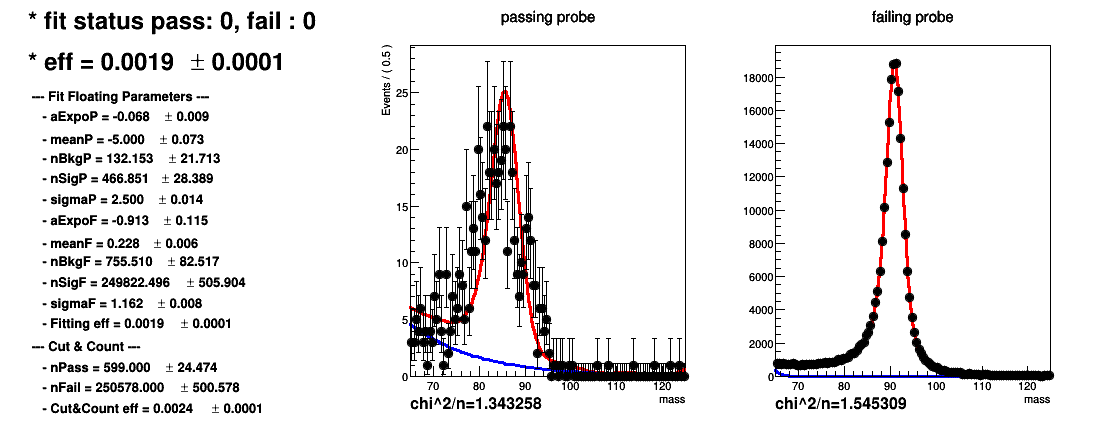 * fit status pass: 0, fail : 0
* eff = 0.0019 ± 0.0001
--- Fit Floating Parameters ---
- aExpoP = -0.068 ± 0.009
- meanP = -5.000 ± 0.073
- nBkgP = 132.153 ± 21.713
- nSigP = 466.851 ± 28.389
- sigmaP = 2.500 ± 0.014
- aExpoF = -0.913 ± 0.115
- meanF = 0.228 ± 0.006
- nBkgF = 755.510 ± 82.517
- nSigF = 249822.496 ± 505.904
- sigmaF = 1.162 ± 0.008
- Fitting eff = 0.0019 ± 0.0001
--- Cut & Count ---
- nPass = 599.000 ± 24.474
- nFail = 250578.000 ± 500.578
- Cut&Count eff = 0.0024 ± 0.0001
passing probe
Events / ( 0.5 )
25
20
15
10
5
0
70 80 90 100 110 120
mass
chi^2/n=1.343258
failing probe
18000
16000
14000
12000
10000
8000
6000
4000
2000
0
70 80 90 100 110 120
mass
chi^2/n=1.545309